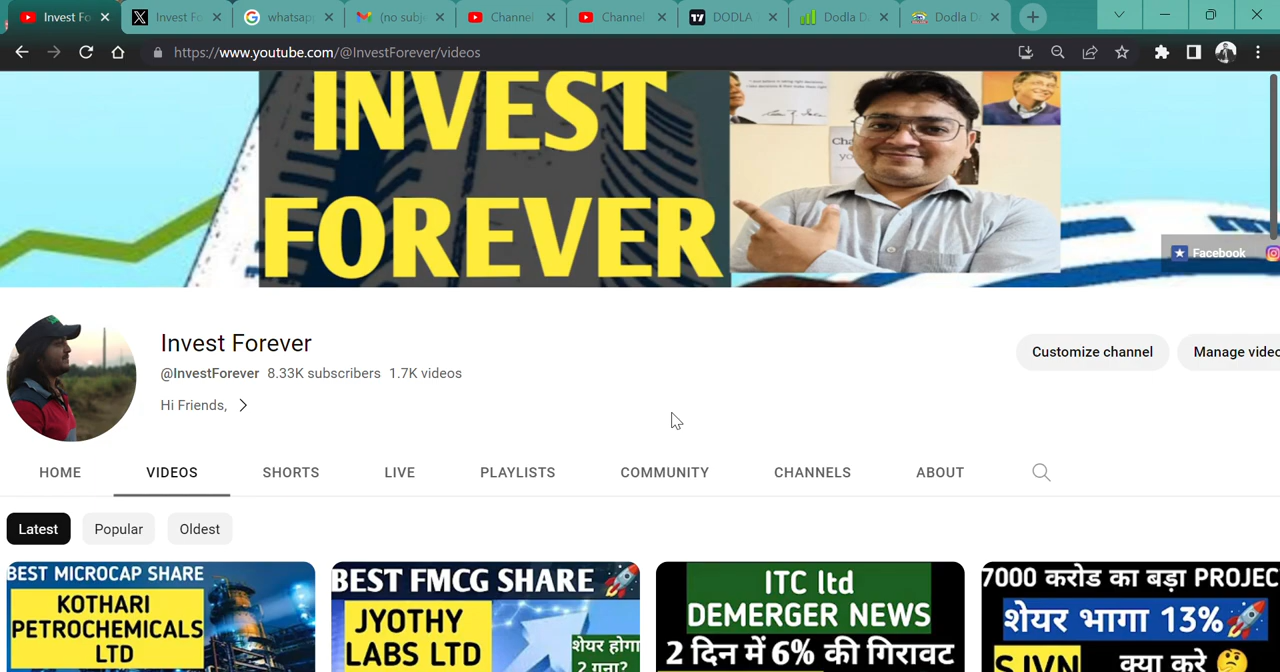 Invest Fo
Invest Fo
whatsap
(no subj
Channel
Channel
DODLA
Dodla D
Dodla D
https://www.youtube.com/@InvestForever/videos
INVEST
FOREVER
Facebook
Invest Forever
@InvestForever 8.33K subscribers 1.7K videos
Hi Friends,
Customize channel
Manage video
HOME
VIDEOS
SHORTS
LIVE
PLAYLISTS
COMMUNITY
CHANNELS
ABOUT
Latest
Popular
Oldest
BEST MICROCAP SHARE
KOTHARI
PETROCHEMICALS
LTD
BEST FMCG SHARE
JYOTHY
LABS LTD
शेयर होगा
2 गुना?
ITC ltd
DEMERGER NEWS
2 दिन में 6% की गिरावट
7000 करोड का बड़ा PROJEC
शेयर भागा 13%
SJVN
क्या करे